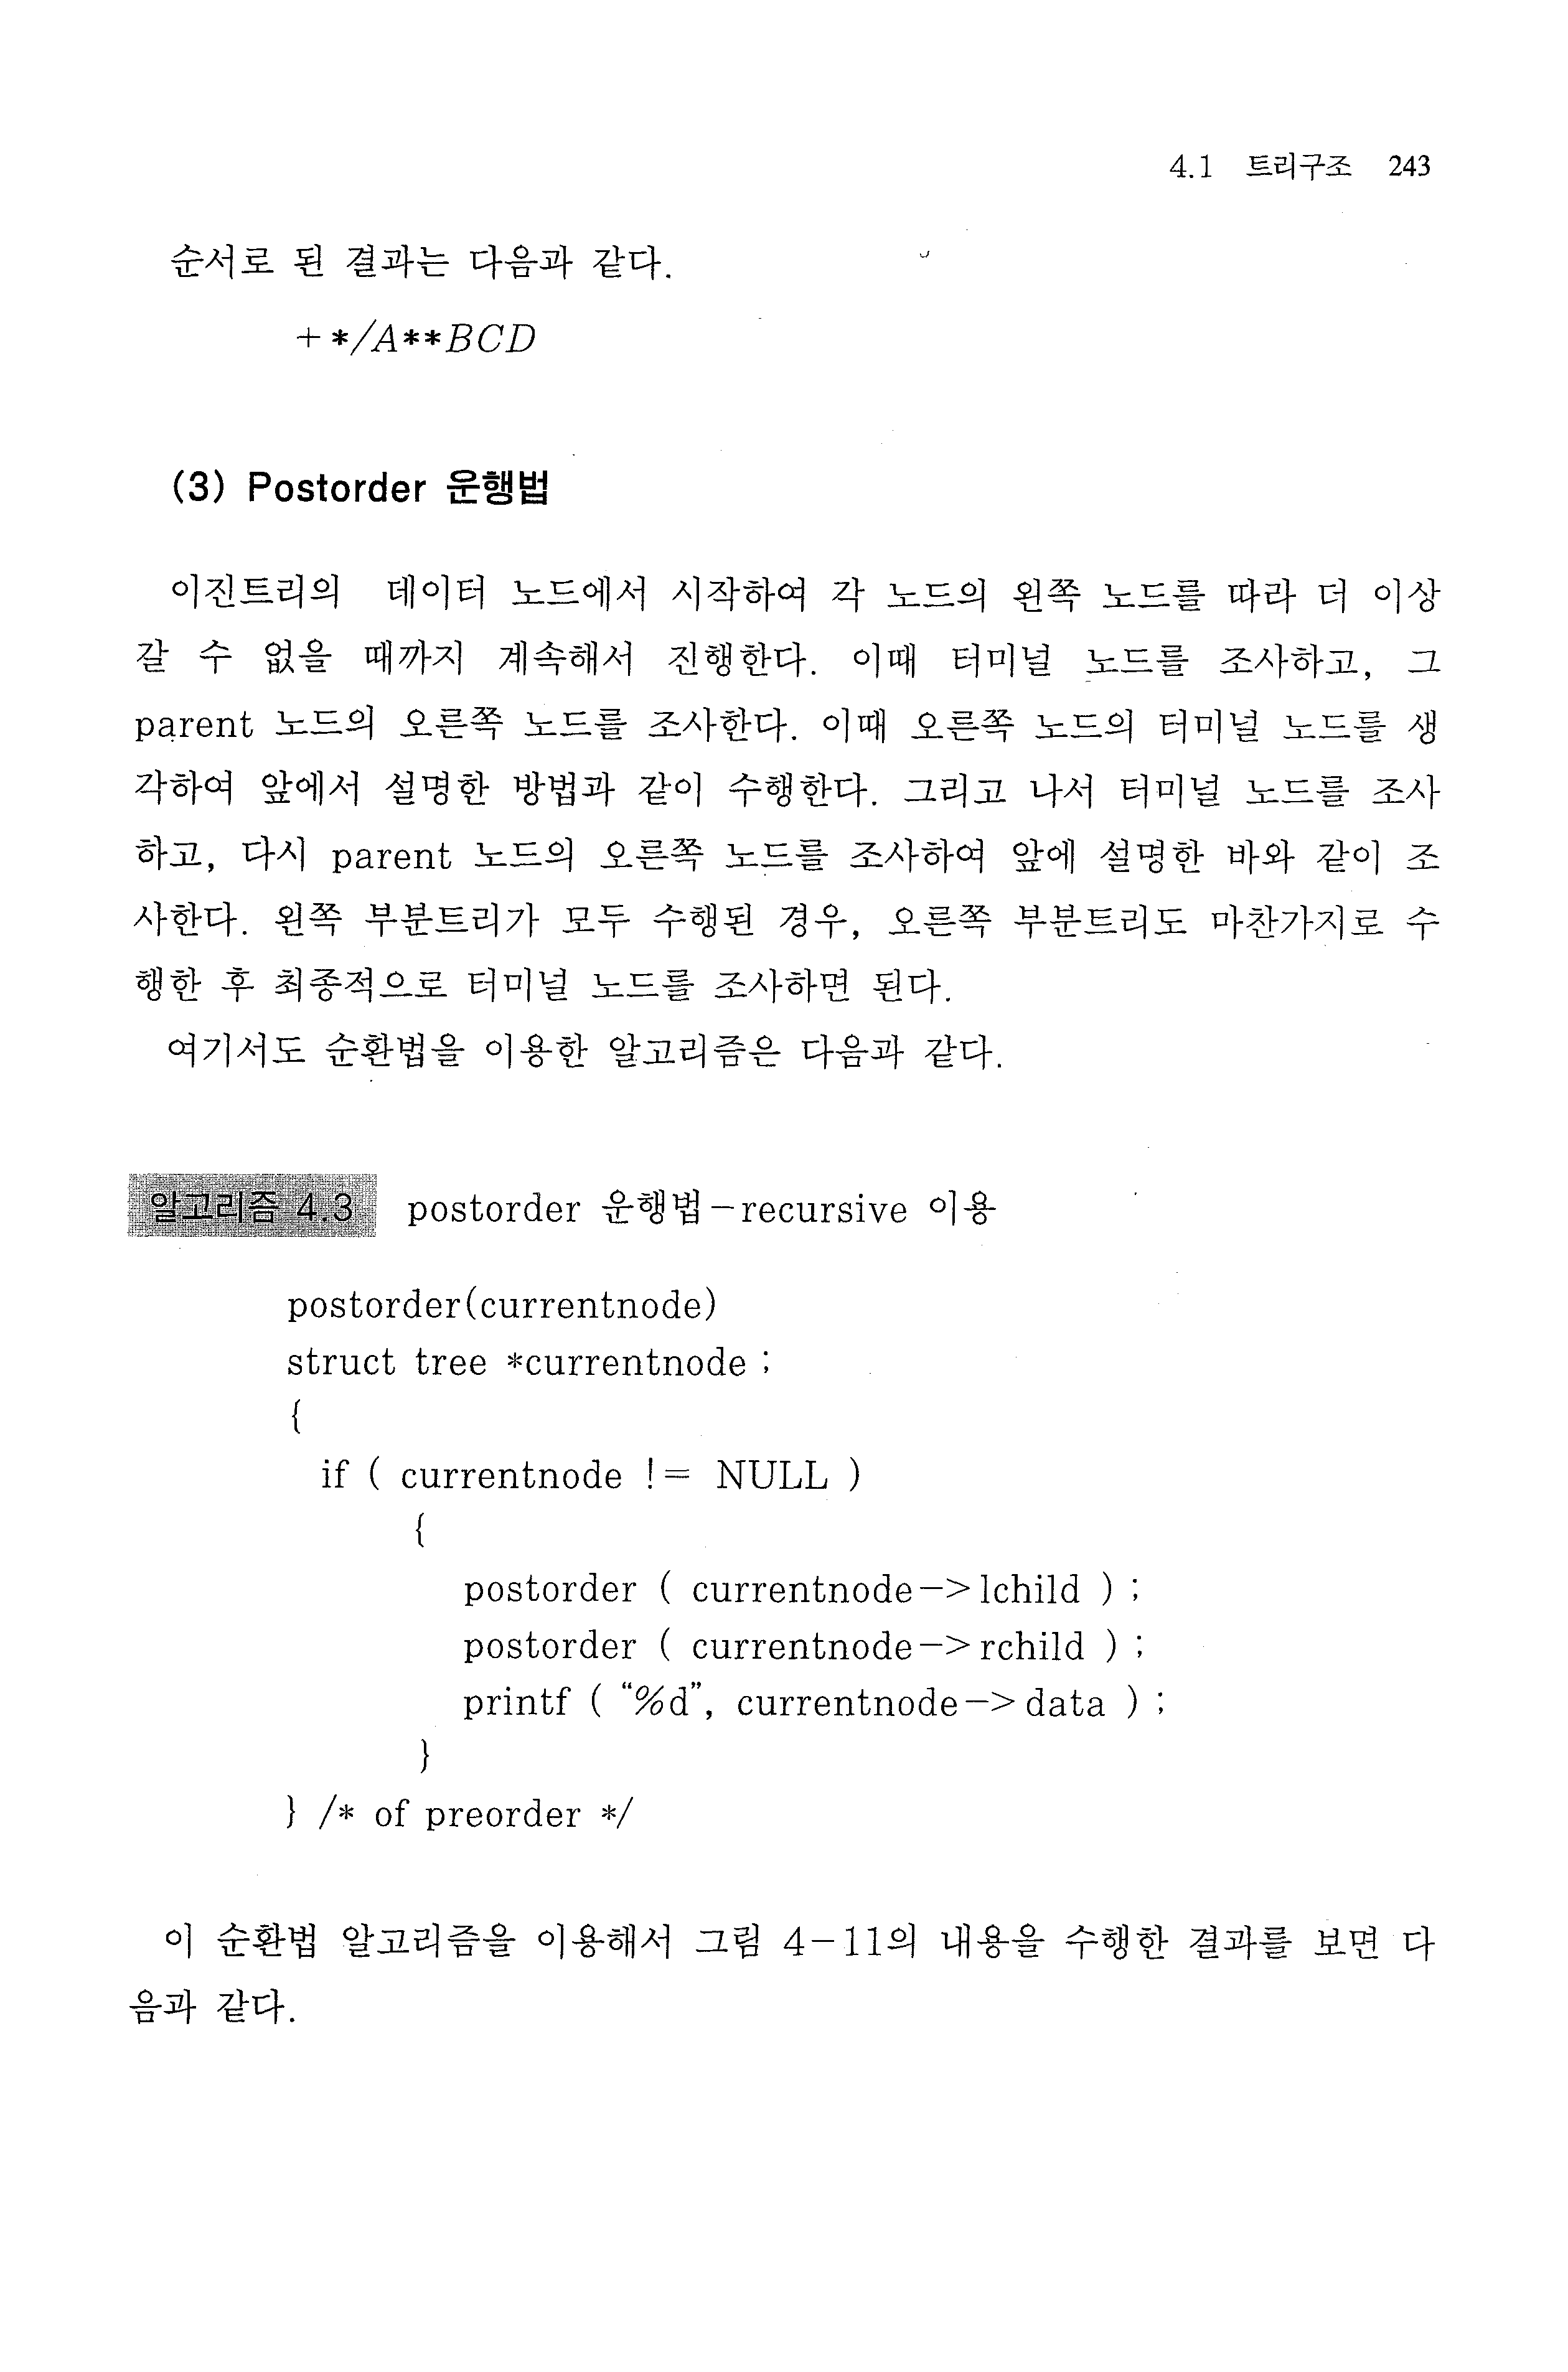 4.1 트리구조 243
순서로 된 결과는 다음과 같다.
+*/A**BCD
(3) Postorder 운행법
이진트리의 데이터 노드에서 시작하여 각 노드의 왼쪽 노드를 따라 더 이상
갈 수 없을 때까지 계속해서 진행한다. 이때 터미널 노드를 조사하고, 그
parent 노드의 오른쪽 노드를 조사한다. 이때 오른쪽 노드의 터미널 노드를 생
각하여 앞에서 설명한 방법과 같이 수행한다. 그리고 나서 터미널 노드를 조사
하고, 다시 parent 노드의 오른쪽 노드를 조사하여 앞에 설명한 바와 같이 조
사한다. 왼쪽 부분트리가 모두 수행된 경우, 오른쪽 부분트리도 마찬가지로 수
행한 후 최종적으로 터미널 노드를 조사하면 된다.
여기서도 순환법을 이용한 알고리즘은 다음과 같다.
알고리즘 4.3 postorder 운행법-recursive 이용
postorder(currentnode)
struct tree *currentnode ;
{
if ( currentnode != NULL )
{
postorder ( currentnode->lchild ) ;
postorder ( currentnode->rchild ) ;
printf ( “%d”, currentnode->data ) ;
}
} /* of preorder */
이 순환법 알고리즘을 이용해서 그림 4-11의 내용을 수행한 결과를 보면 다
음과 같다.